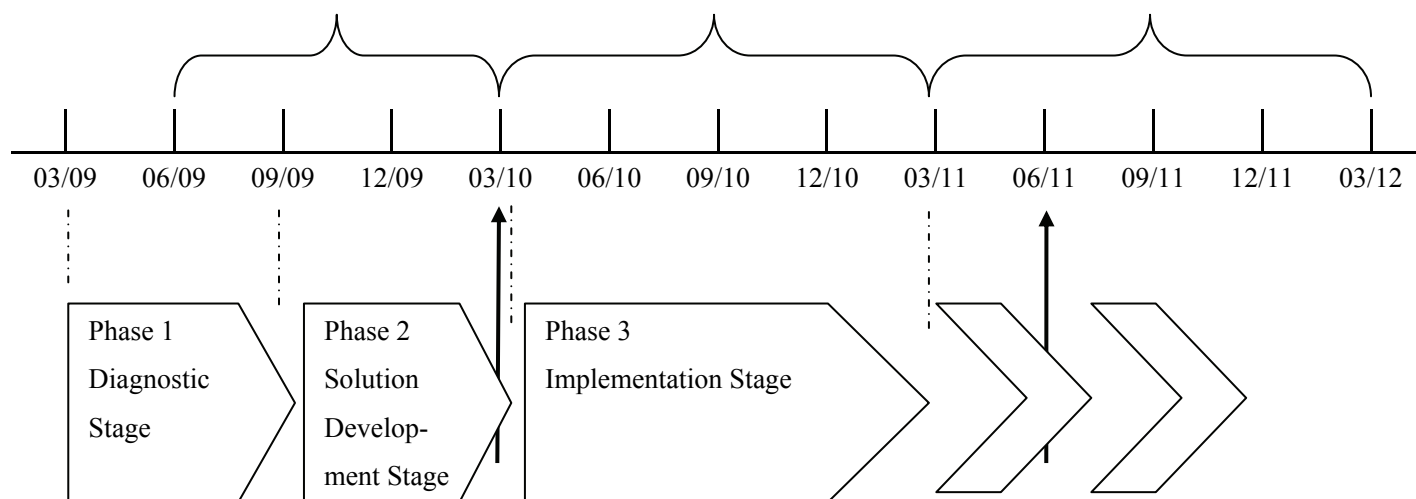 03/09 06/09 09/09 12/09 03/10 06/10 09/10 12/10 03/11 06/11 09/11 12/11 03/12
Phase 1
Diagnostic
Stage
Phase 2
Solution
Develop-
ment Stage
Phase 3
Implementation Stage